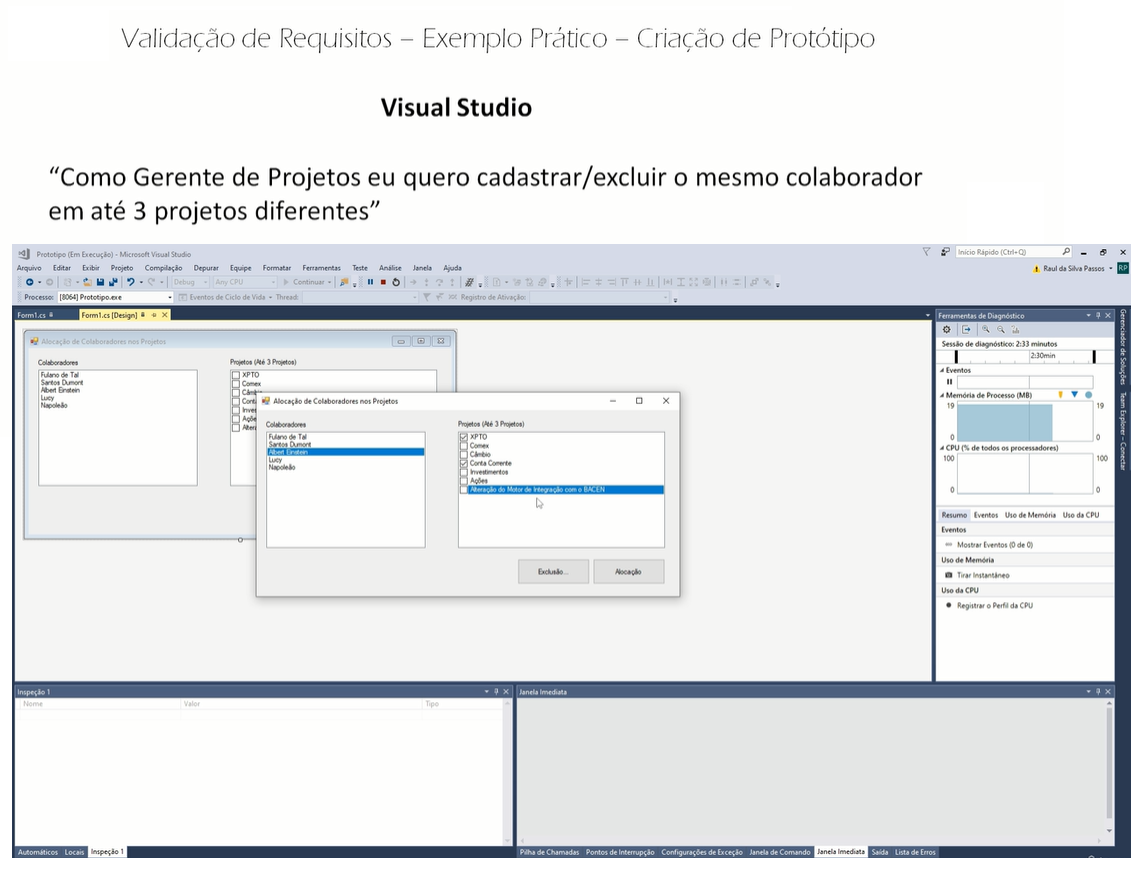 Validação de Requisitos – Exemplo Prático – Criação de Protótipo
Visual Studio
“Como Gerente de Projetos eu quero cadastrar/excluir o mesmo colaborador
em até 3 projetos diferentes”
Prototipo (Em Execução) - Microsoft Visual Studio
Início Rápido (Ctrl+Q)
Arquivo Editar Exibir Projeto Compilação Depurar Equipe Formatar Ferramentas Teste Análise Janela Ajuda
Raul da Silva Passos RP
Debug Any CPU Continuar
Processo: [8064] Prototipo.exe Eventos de Ciclo de Vida Thread: Registro de Ativação:
Form1.cs Form1.cs [Design]
Alocação de Colaboradores nos Projetos
Colaboradores
Fulano de Tal
Santos Dumont
Albert Einstein
Lucy
Napoleão
Projetos (Até 3 Projetos)
XPTO
Comex
Alocação de Colaboradores nos Projetos
Colaboradores
Fulano de Tal
Santos Dumont
Albert Einstein
Lucy
Napoleão
Projetos (Até 3 Projetos)
XPTO
Comex
Câmbio
Conta Corrente
Investimentos
Ações
Alteração do Motor de Integração com o BACEN
Exclusão... Alocação
Ferramentas de Diagnóstico
Sessão de diagnóstico: 2:33 minutos
2:30min
Eventos
Memória de Processo (MB)
19 19
0 0
CPU (% de todos os processadores)
100 100
0 0
Resumo Eventos Uso de Memória Uso da CPU
Eventos
Mostrar Eventos (0 de 0)
Uso de Memória
Tirar Instantâneo
Uso da CPU
Registrar o Perfil da CPU
Gerenciador de Soluções
Team Explorer – Conectar
Inspeção 1
Nome Valor Tipo
Automáticos Locais Inspeção 1
Janela Imediata
Pilha de Chamadas Pontos de Interrupção Configurações de Exceção Janela de Comando Janela Imediata Saída Lista de Erros